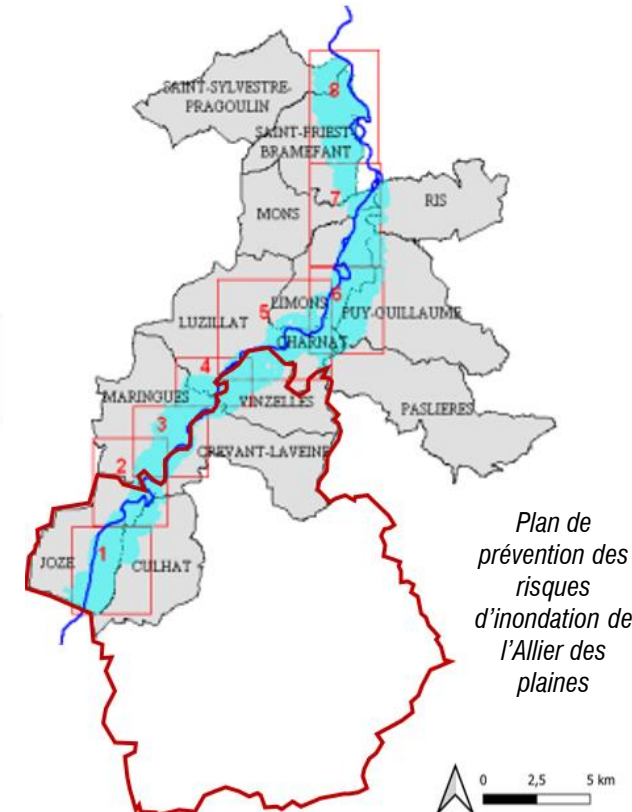 SAINT-SYLVESTRE-
PRAGOULIN
8
SAINT-PRIEST-
BRAMEFANT
7
RIS
MONS
6
5
LIMONS
PUY-GUILLAUME
LUZILLAT
CHARNAT
4
MARINGUES
VINZELLES
PASLIERES
3
CREVANT-LAVEINE
2
JOZE
1
CULHAT
Plan de
prévention des
risques
d'inondation de
l'Allier des
plaines
0 2,5 5 km